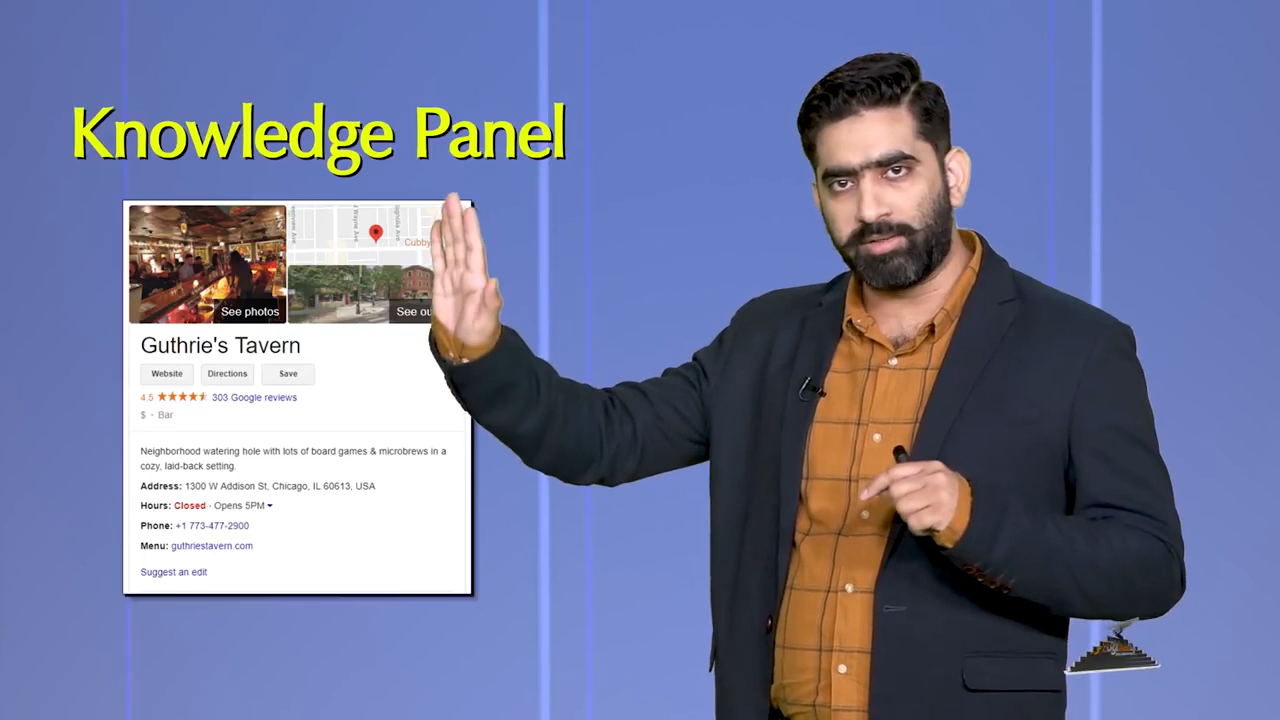 Knowledge Panel
Cubby
See photos
See ou
Guthrie's Tavern
Website Directions Save
4.5 303 Google reviews
$ · Bar
Neighborhood watering hole with lots of board games & microbrews in a
cozy, laid-back setting.
Address: 1300 W Addison St, Chicago, IL 60613, USA
Hours: Closed · Opens 5PM
Phone: +1 773-477-2900
Menu: guthriestavern.com
Suggest an edit